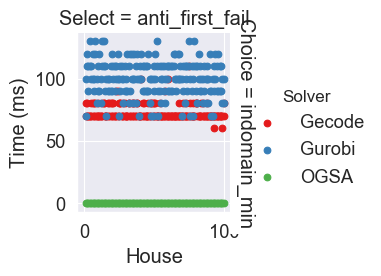 Select = anti_first_fail
Choice = indomain_min
Time (ms)
100
50
0
0
100
House
Solver
Gecode
Gurobi
OGSA